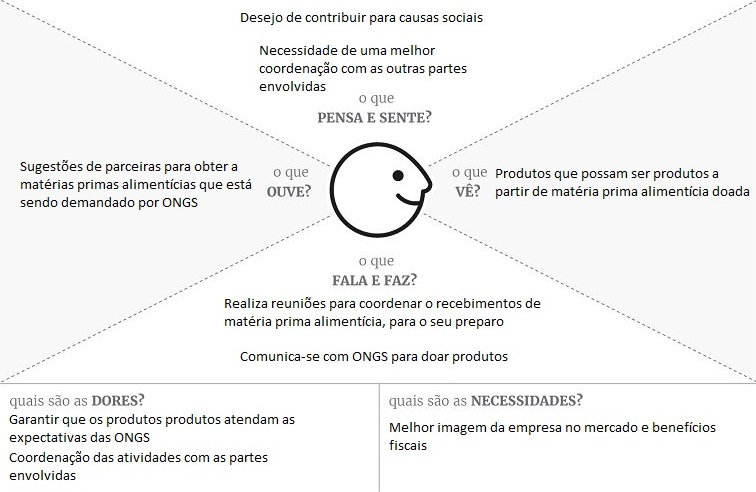 Desejo de contribuir para causas sociais
Necessidade de uma melhor
coordenação com as outras partes
envolvidas
o que
PENSA E SENTE?
Sugestões de parceiras para obter a
matérias primas alimentícias que está
sendo demandado por ONGS
o que
OUVE?
o que
VÊ?
Produtos que possam ser produtos a
partir de matéria prima alimentícia doada
o que
FALA E FAZ?
Realiza reuniões para coordenar o recebimentos de
matéria prima alimentícia, para o seu preparo
Comunica-se com ONGS para doar produtos
quais são as DORES?
Garantir que os produtos produtos atendam as
expectativas das ONGS
Coordenação das atividades com as partes
envolvidas
quais são as NECESSIDADES?
Melhor imagem da empresa no mercado e benefícios
fiscais